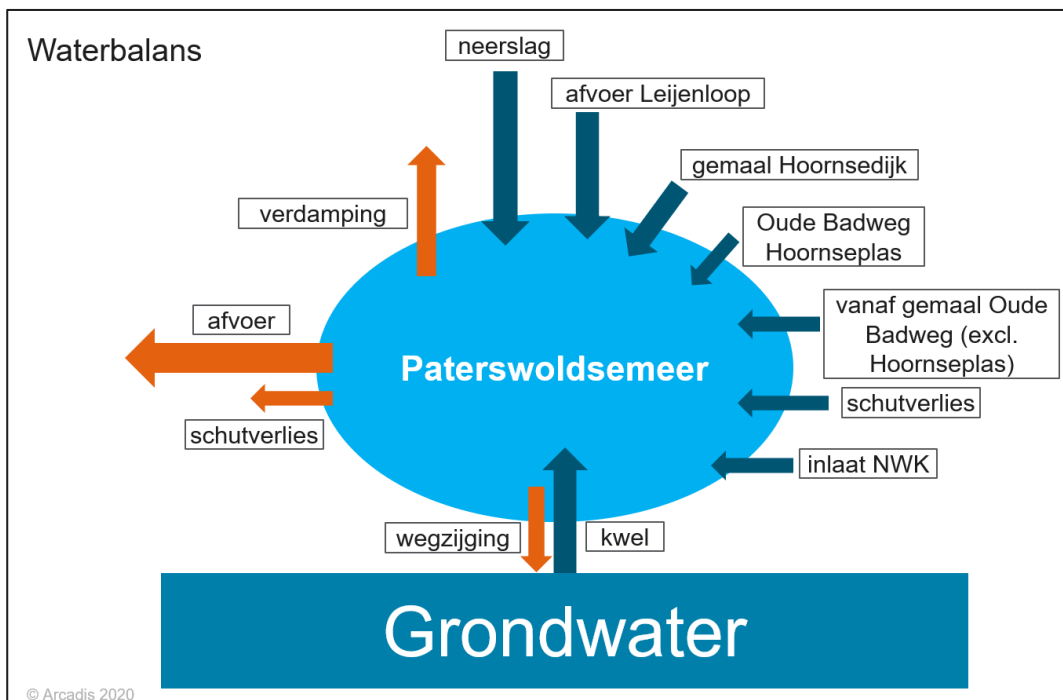 Waterbalans
neerslag
afvoer Leijenloop
gemaal Hoornsedijk
verdamping
Oude Badweg
Hoornseplas
afvoer
vanaf gemaal Oude
Badweg (excl.
Hoornseplas)
Paterswoldsemeer
schutverlies
schutverlies
inlaat NWK
wegzijging
kwel
Grondwater
© Arcadis 2020